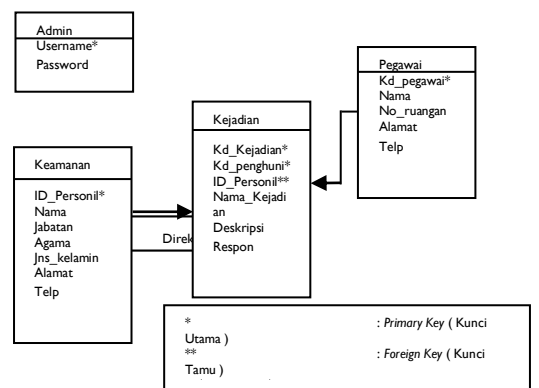 Admin
Username*
Password
Pegawai
Kd_pegawai*
Nama
No_ruangan
Alamat
Telp
Kejadian
Kd_Kejadian*
Kd_penghuni*
ID_Personil**
Nama_Kejadi
an
Deskripsi
Respon
Keamanan
ID_Personil*
Nama
Jabatan
Agama
Jns_kelamin
Alamat
Telp
Direk
* : Primary Key ( Kunci
Utama )
** : Foreign Key ( Kunci
Tamu )